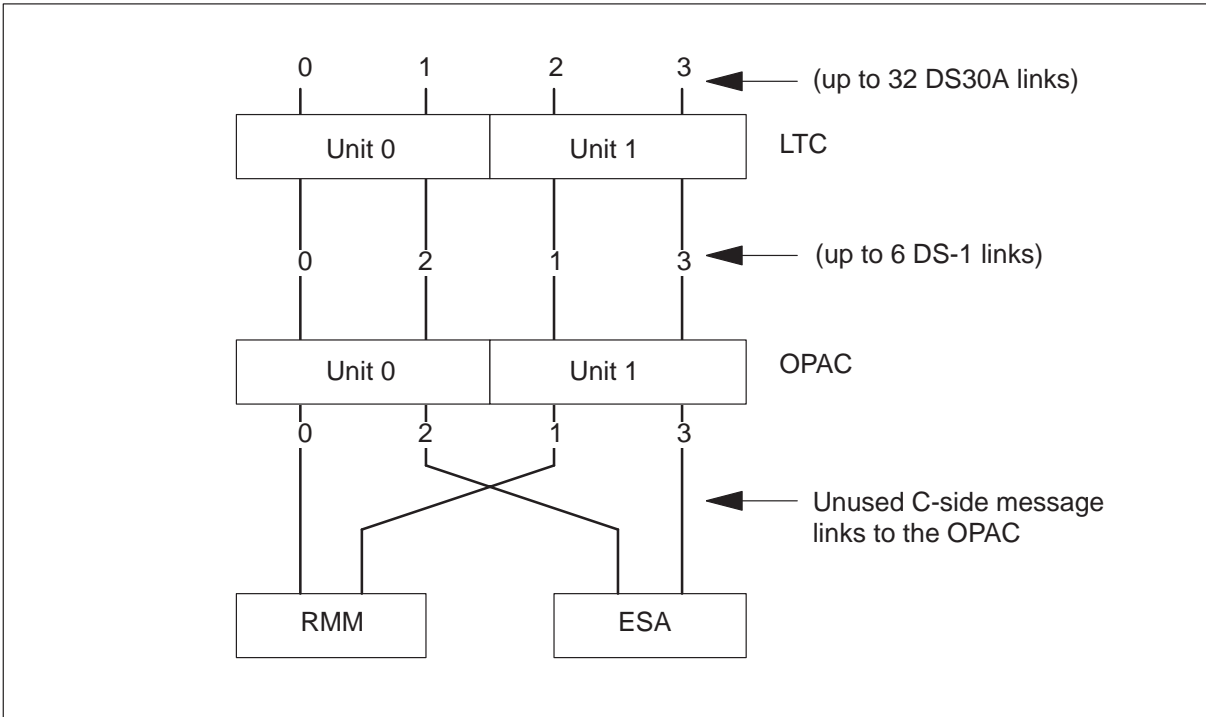 0 1 2 3 (up to 32 DS30A links)
Unit 0 Unit 1 LTC
0 2 1 3 (up to 6 DS-1 links)
Unit 0 Unit 1 OPAC
0 2 1 3
Unused C-side message
links to the OPAC
RMM ESA